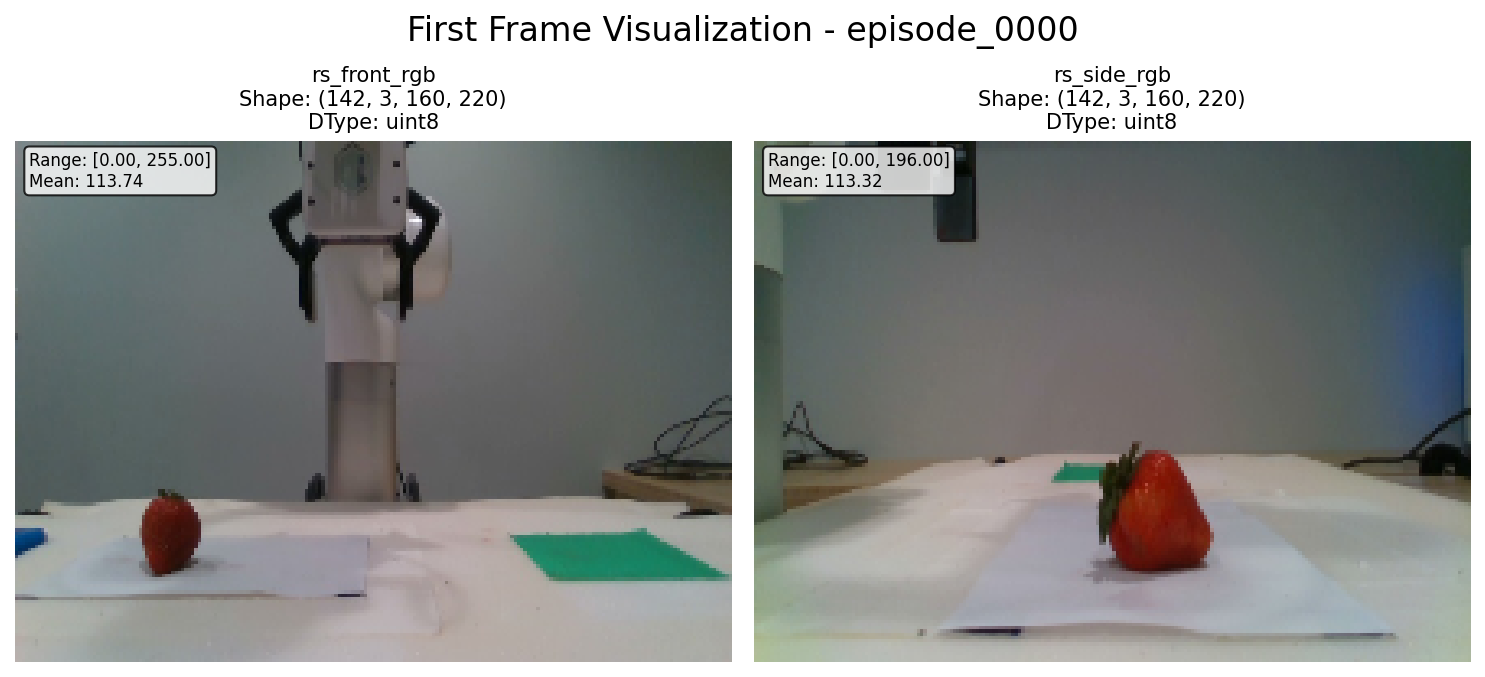 First Frame Visualization - episode_0000
rs_front_rgb
Shape: (142, 3, 160, 220)
DType: uint8
Range: [0.00, 255.00]
Mean: 113.74
rs_side_rgb
Shape: (142, 3, 160, 220)
DType: uint8
Range: [0.00, 196.00]
Mean: 113.32